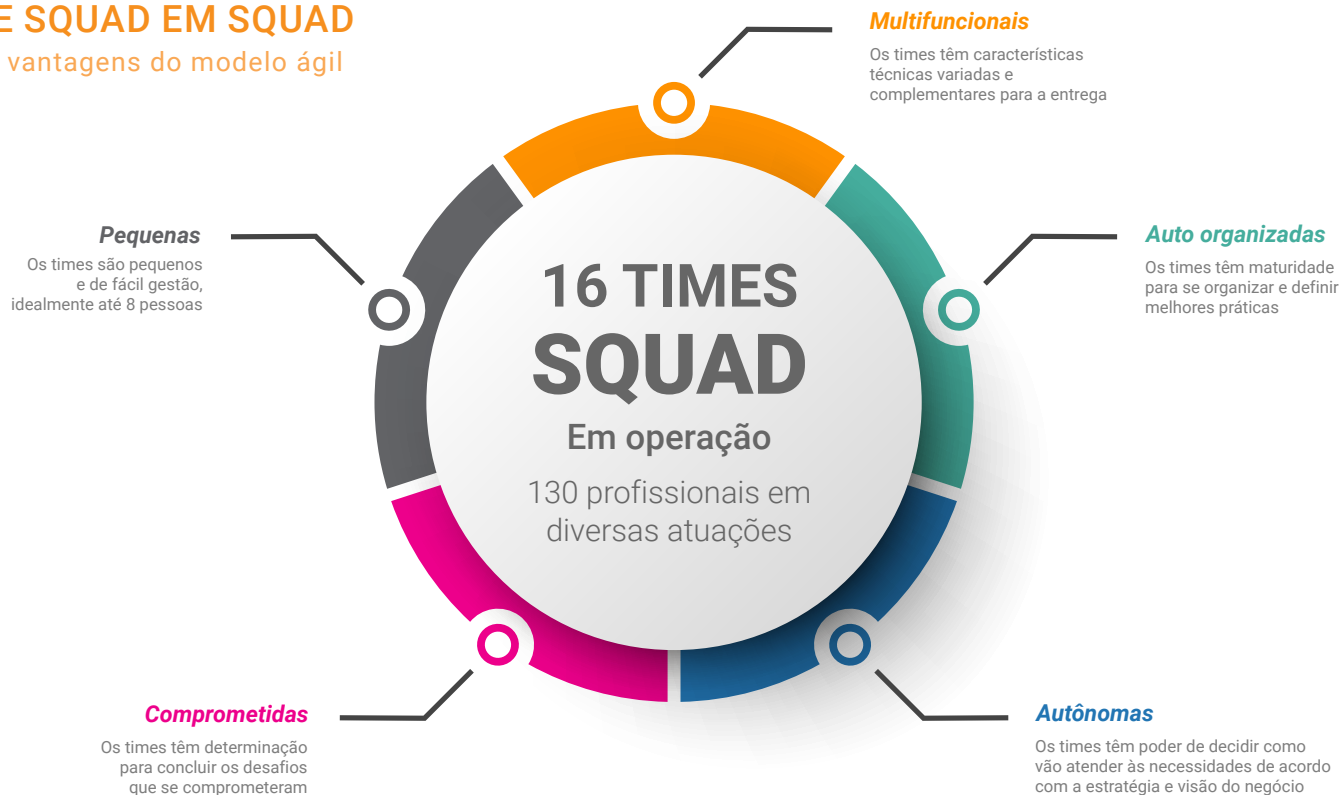 E SQUAD EM SQUAD
vantagens do modelo ágil
Multifuncionais
Os times têm características
técnicas variadas e
complementares para a entrega
Pequenas
Os times são pequenos
e de fácil gestão,
idealmente até 8 pessoas
Auto organizadas
Os times têm maturidade
para se organizar e definir
melhores práticas
16 TIMES
SQUAD
Em operação
130 profissionais em
diversas atuações
Comprometidas
Os times têm determinação
para concluir os desafios
que se comprometeram
Autônomas
Os times têm poder de decidir como
vão atender às necessidades de acordo
com a estratégia e visão do negócio